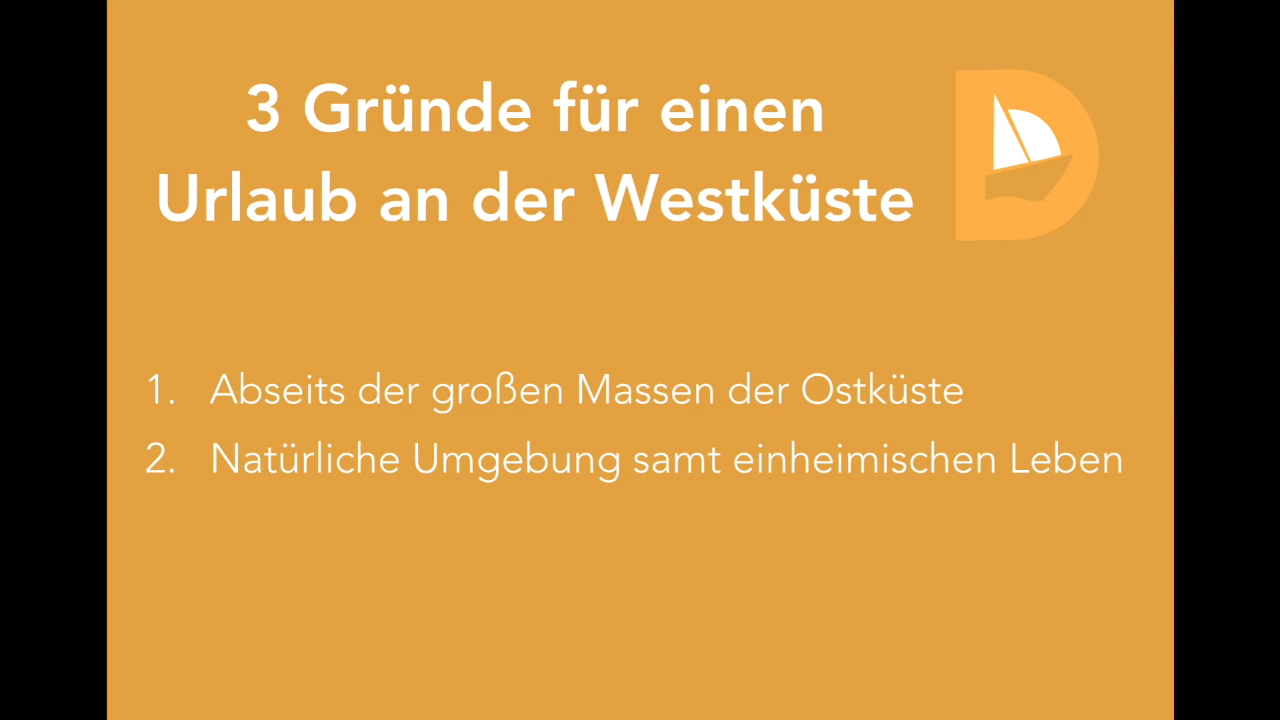 3 Gründe für einen
Urlaub an der Westküste
1. Abseits der großen Massen der Ostküste
2. Natürliche Umgebung samt einheimischen Leben